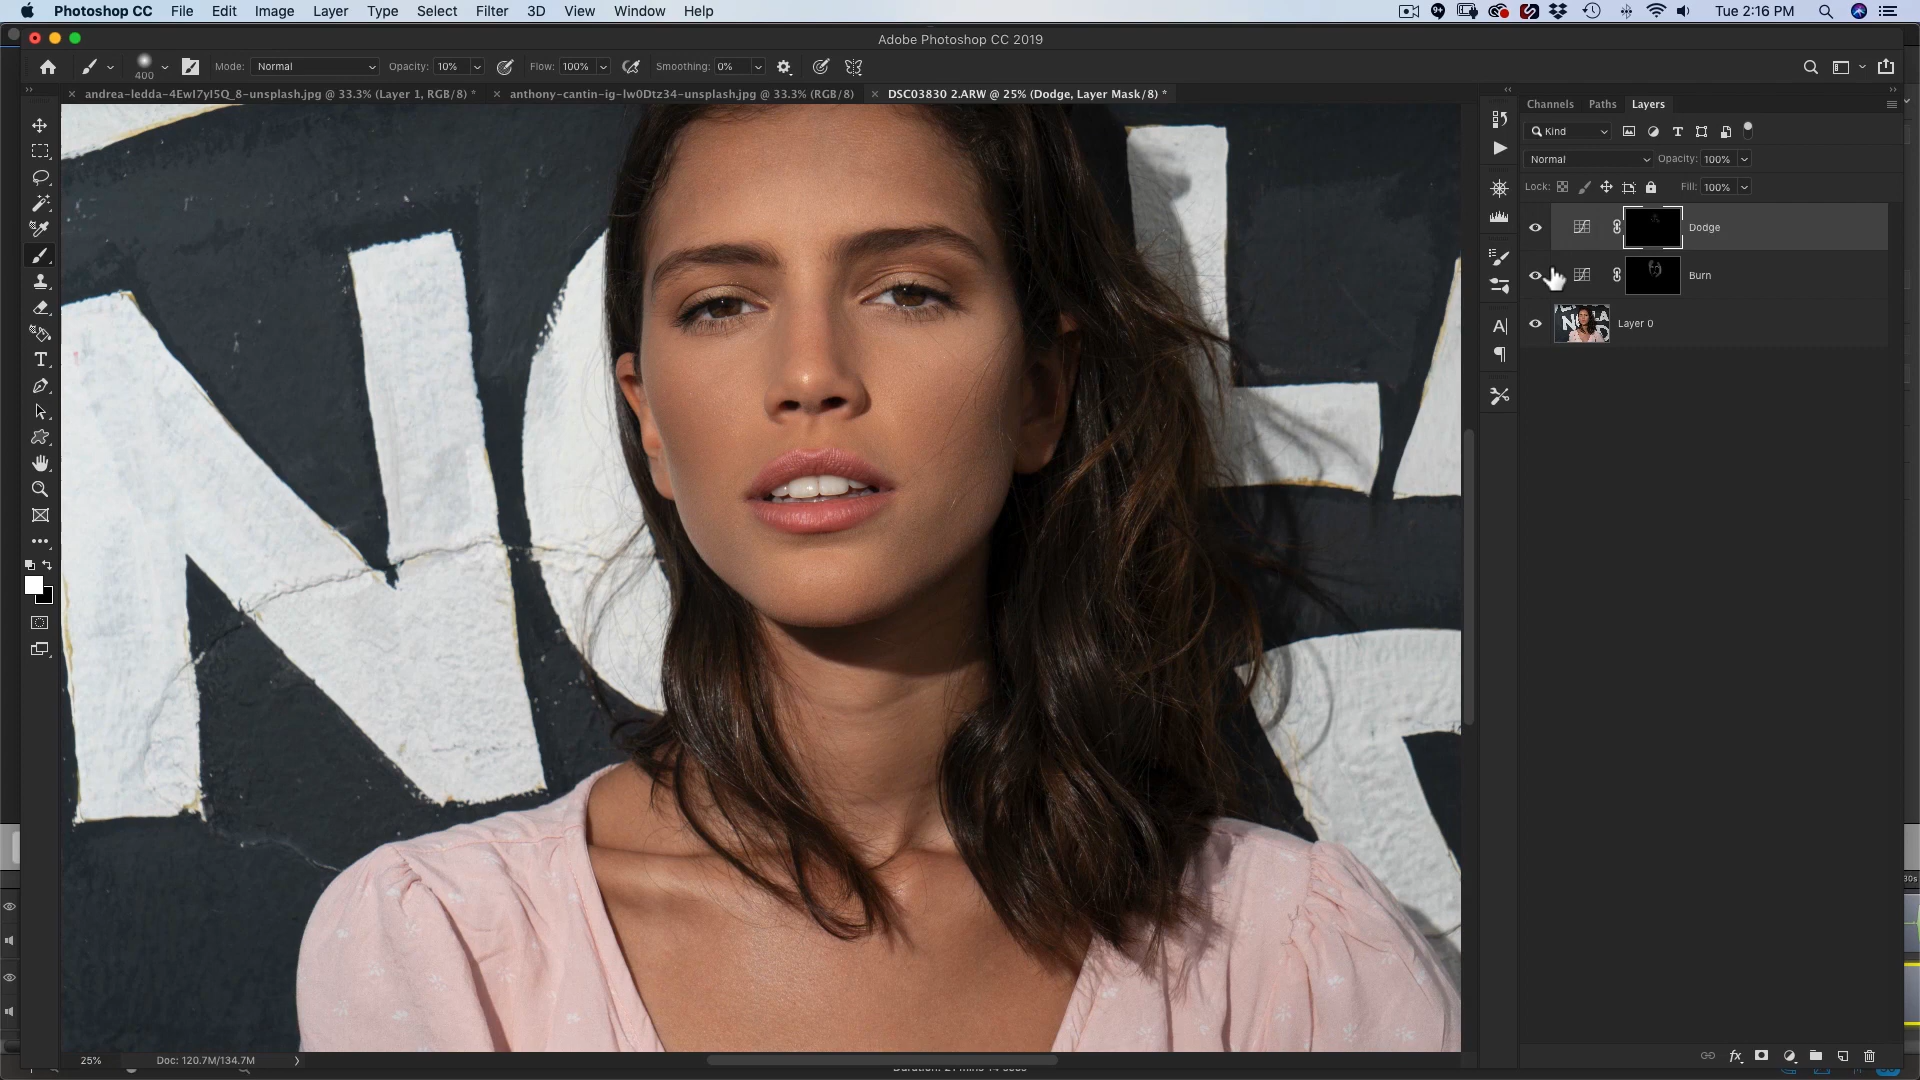 Photoshop CC File Edit Image Layer Type Select Filter 3D View Window Help 9+ Tue 2:16 PM
Adobe Photoshop CC 2019
400 Mode: Normal Opacity: 10% Flow: 100% Smoothing: 0%
andrea-ledda-4Ewl7yI5Q_8-unsplash.jpg @ 33.3% (Layer 1, RGB/8) * anthony-cantin-ig-lw0Dtz34-unsplash.jpg @ 33.3% (RGB/8) DSC03830 2.ARW @ 25% (Dodge, Layer Mask/8) *
Channels Paths Layers
Kind
Normal Opacity: 100%
Lock: Fill: 100%
Dodge
Burn
Layer 0
25% Doc: 120.7M/134.7M
30s